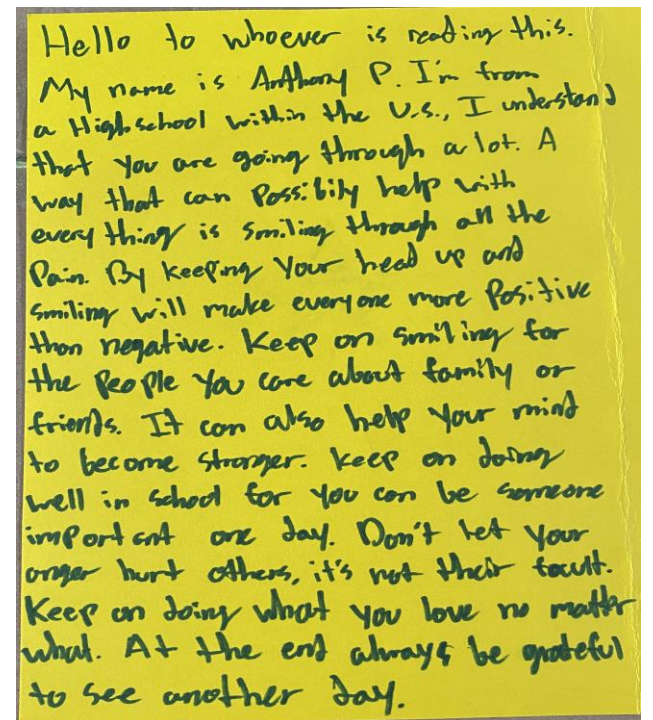 Hello to whoever is reading this.
My name is Anthony P. I'm from
a Highschool within the U.S., I understand
that you are going through a lot. A
way that can Possibily help with
every thing is smiling through all the
Pain. By keeping Your head up and
smiling will make everyone more Positive
than negative. Keep on smiling for
the People You care about family or
friends. It can also help Your mind
to become stronger. Keep on doing
well in school for You can be someone
important one day. Don't let Your
anger hurt others, it's not their facult.
Keep on doing what you love no matter
what. At the end always be grateful
to see another day.